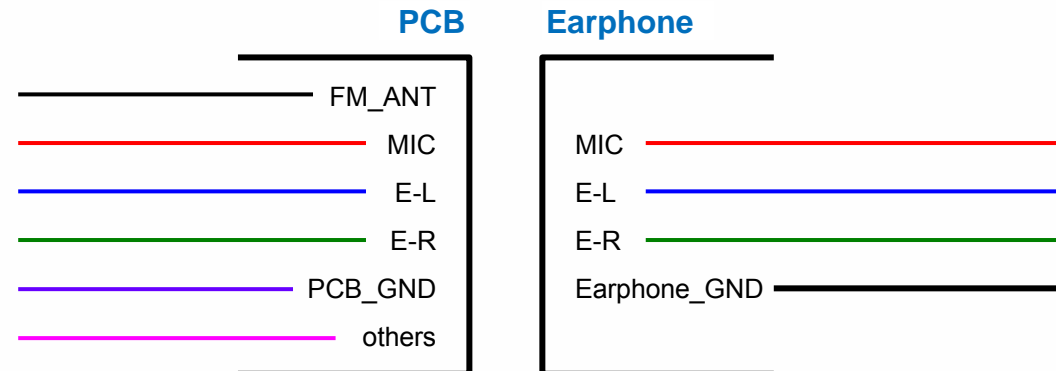 PCB Earphone
FM_ANT
MIC MIC
E-L E-L
E-R E-R
PCB_GND Earphone_GND
others